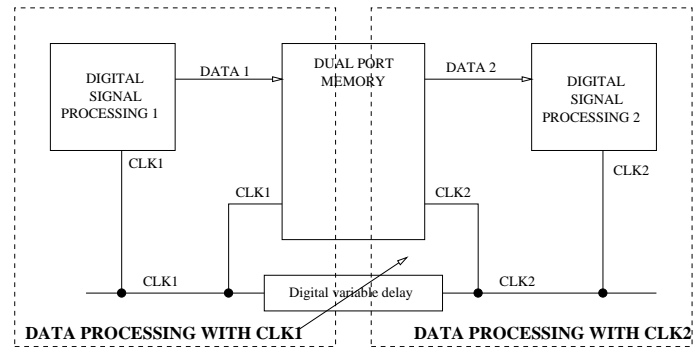 DIGITAL
SIGNAL
PROCESSING 1
DATA 1
DUAL PORT
MEMORY
DATA 2
DIGITAL
SIGNAL
PROCESSING 2
CLK1
CLK1
CLK2
CLK2
CLK1
Digital variable delay
CLK2
DATA PROCESSING WITH CLK1
DATA PROCESSING WITH CLK2